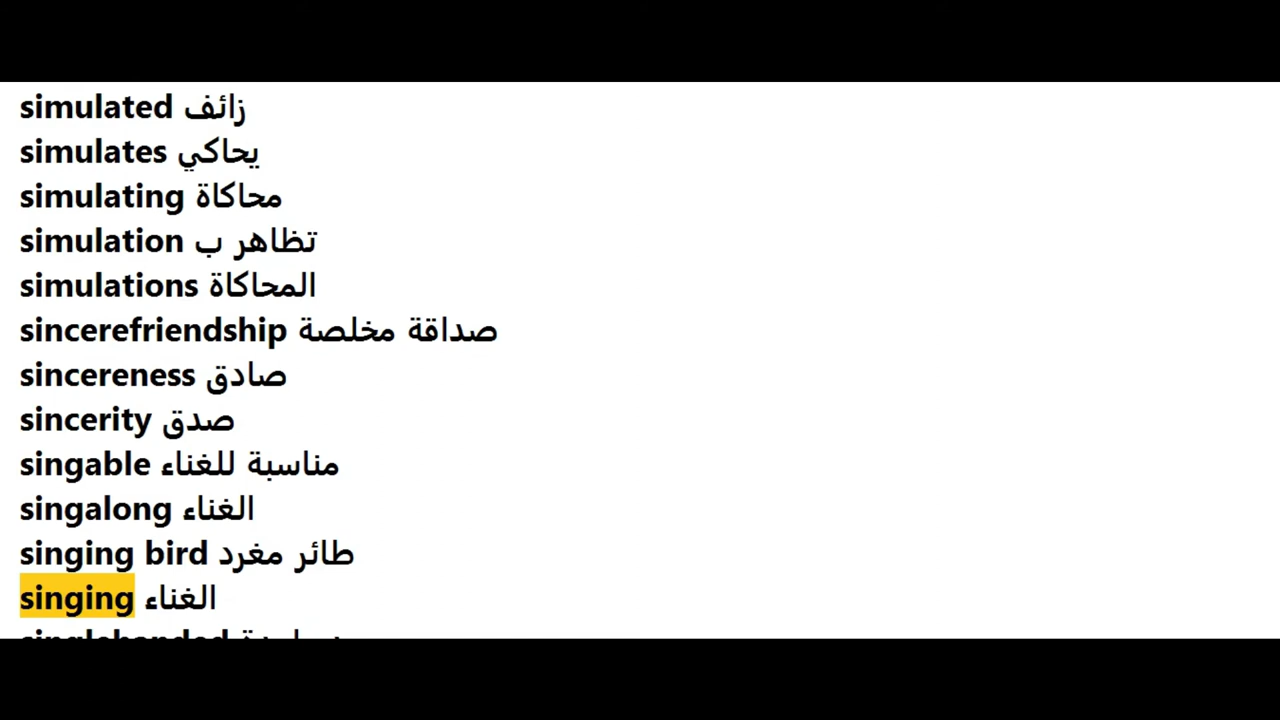 simulated زائف
simulates يحاكي
simulating محاكاة
simulation تظاهر ب
simulations المحاكاة
sincerefriendship صداقة مخلصة
sincereness صادق
sincerity صدق
singable مناسبة للغناء
singalong الغناء
singing bird طائر مغرد
singing الغناء
singlehanded